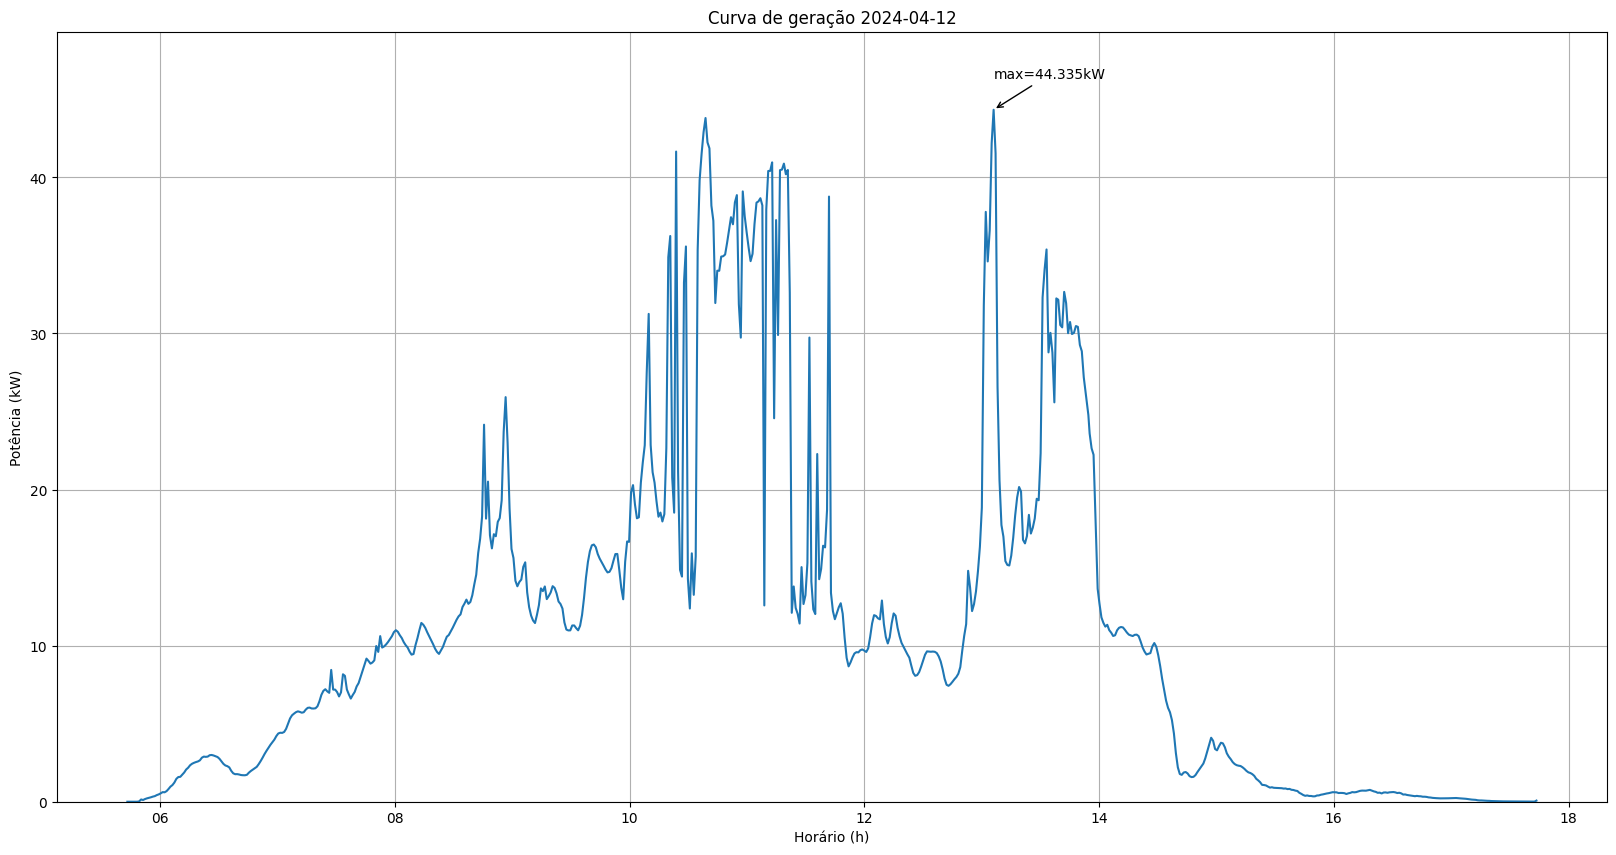 Curva de geração 2024-04-12
max=44.335kW
Potência (kW)
40
30
20
10
0
06 08 10 12 14 16 18
Horário (h)